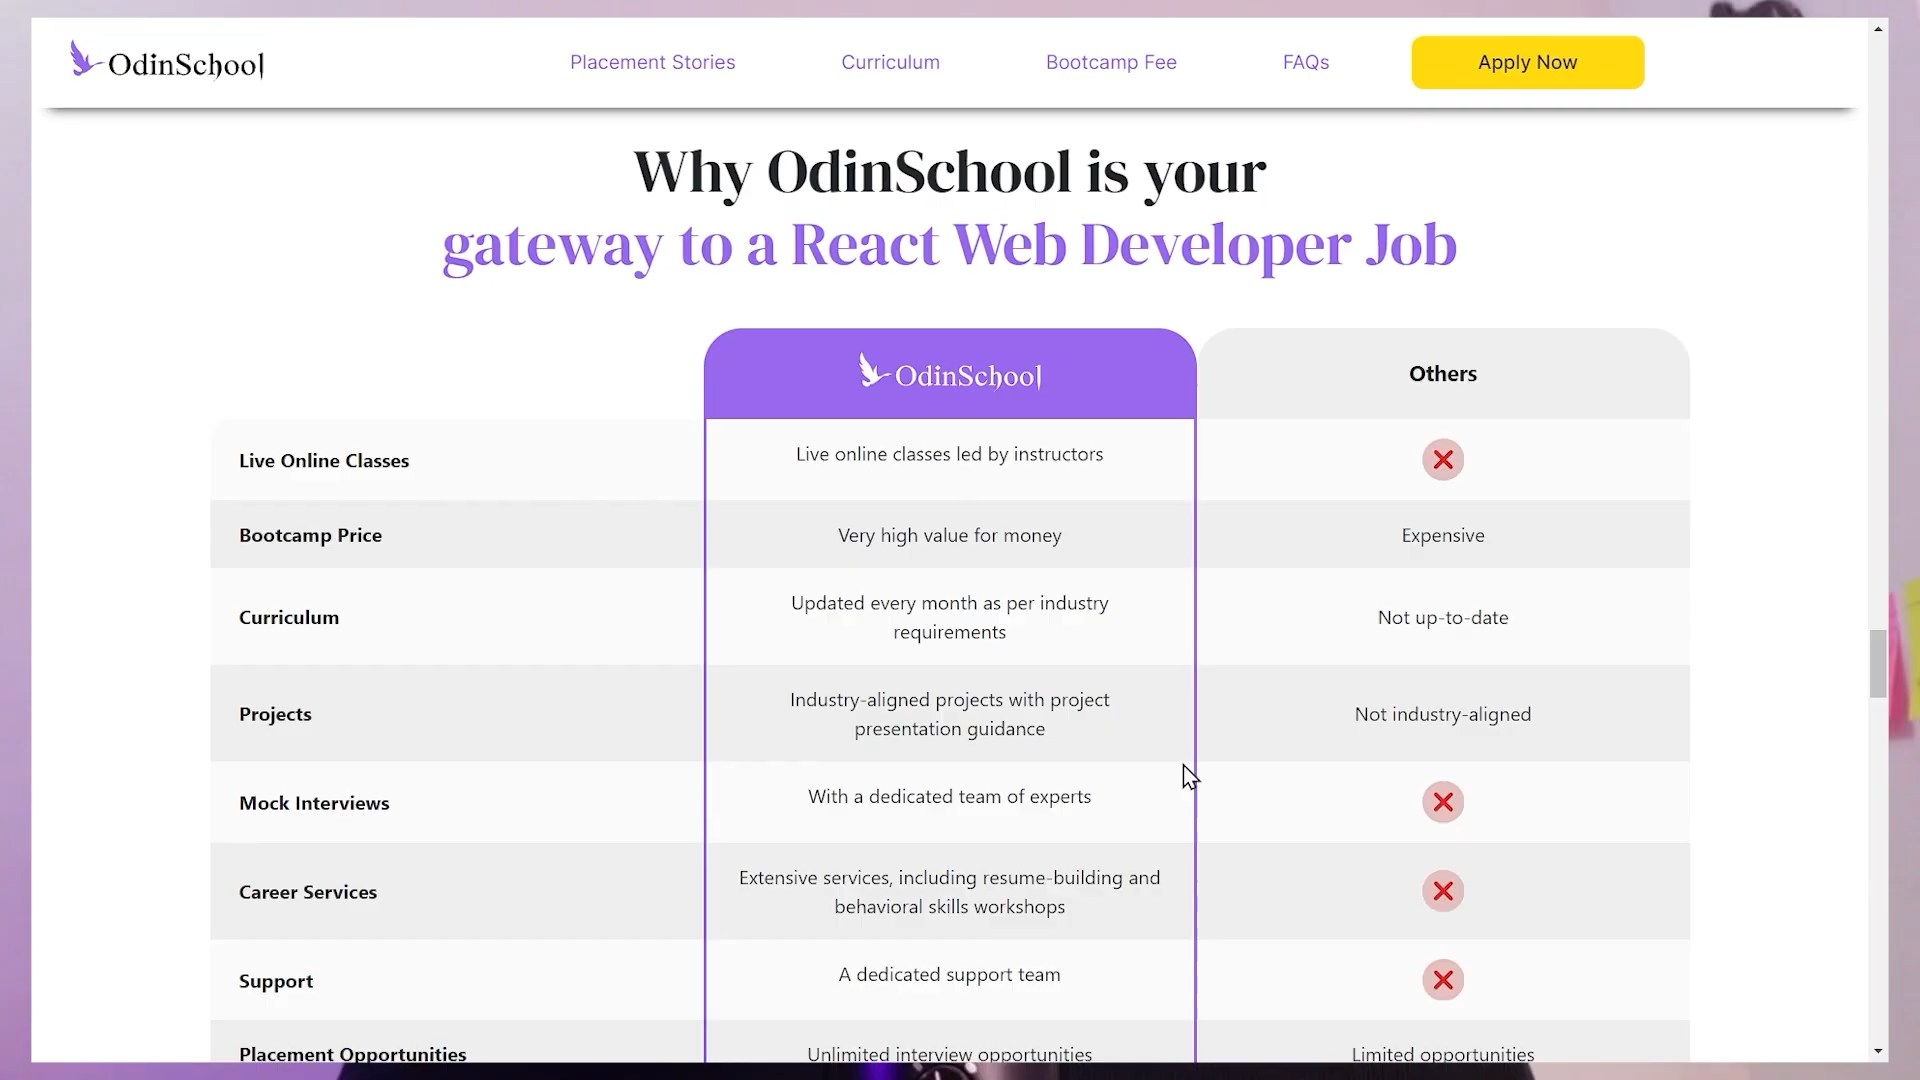 OdinSchool
Placement Stories
Curriculum
Bootcamp Fee
FAQs
Apply Now
Why OdinSchool is your
gateway to a React Web Developer Job
OdinSchool
Others
Live Online Classes
Live online classes led by instructors
Bootcamp Price
Very high value for money
Expensive
Curriculum
Updated every month as per industry
requirements
Not up-to-date
Projects
Industry-aligned projects with project
presentation guidance
Not industry-aligned
Mock Interviews
With a dedicated team of experts
Career Services
Extensive services, including resume-building and
behavioral skills workshops
Support
A dedicated support team
Placement Opportunities
Unlimited interview opportunities
Limited opportunities